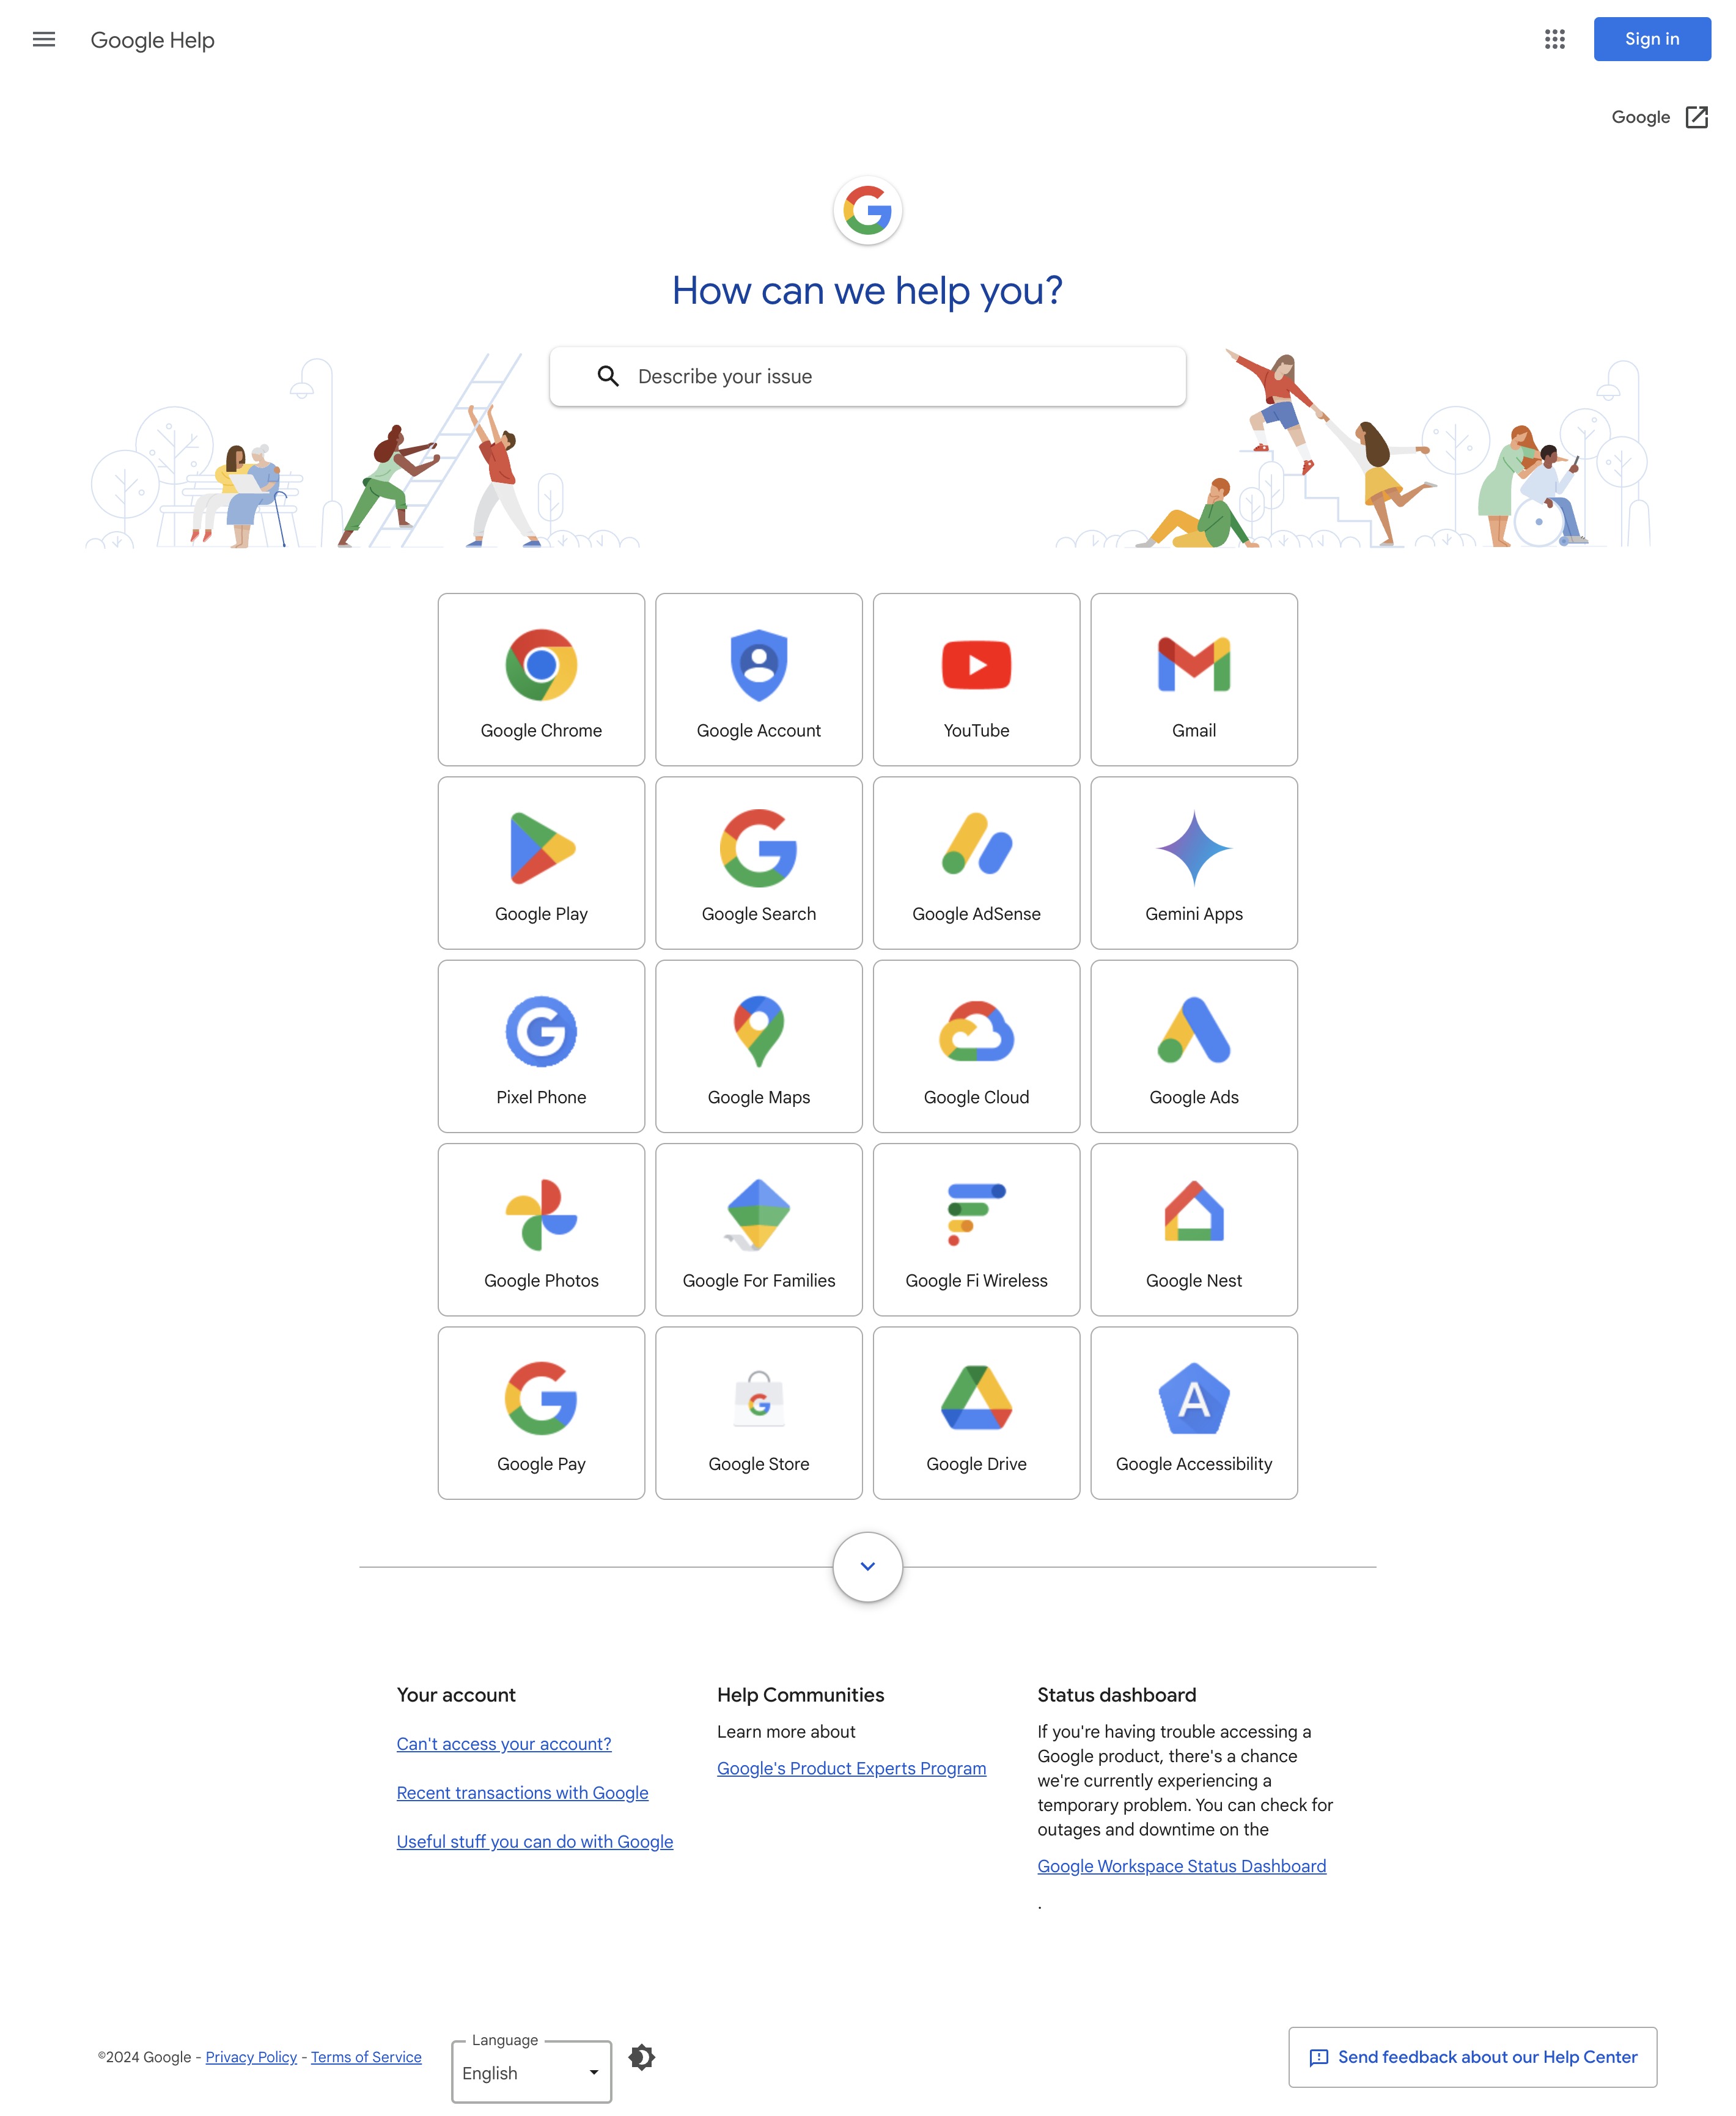 Google Help
Sign in
Google
How can we help you?
Describe your issue
Google Chrome
Google Account
YouTube
Gmail
Google Play
Google Search
Google AdSense
Gemini Apps
Pixel Phone
Google Maps
Google Cloud
Google Ads
Google Photos
Google For Families
Google Fi Wireless
Google Nest
Google Pay
Google Store
Google Drive
Google Accessibility
Your account
Can't access your account?
Recent transactions with Google
Useful stuff you can do with Google
Help Communities
Learn more about
Google's Product Experts Program
Status dashboard
If you're having trouble accessing a
Google product, there's a chance
we're currently experiencing a
temporary problem. You can check for
outages and downtime on the
Google Workspace Status Dashboard
.
©2024 Google - Privacy Policy - Terms of Service
Language
English
Send feedback about our Help Center